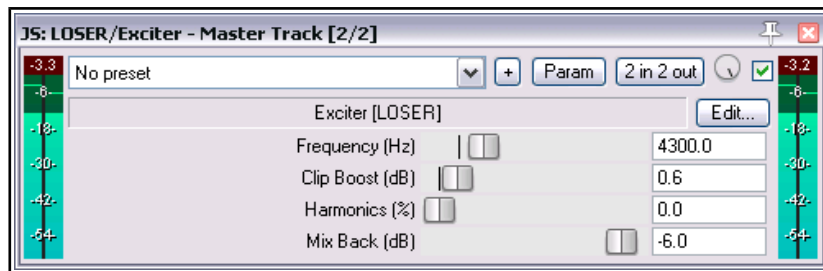 JS: LOSER/Exciter - Master Track [2/2]
-3.3 No preset + Param 2 in 2 out -3.2
-6- -6-
Exciter [LOSER] Edit...
-18- -18-
Frequency (Hz) 4300.0
-30- -30-
Clip Boost (dB) 0.6
-42- Harmonics (%) 0.0 -42-
-54- Mix Back (dB) -6.0 -54-